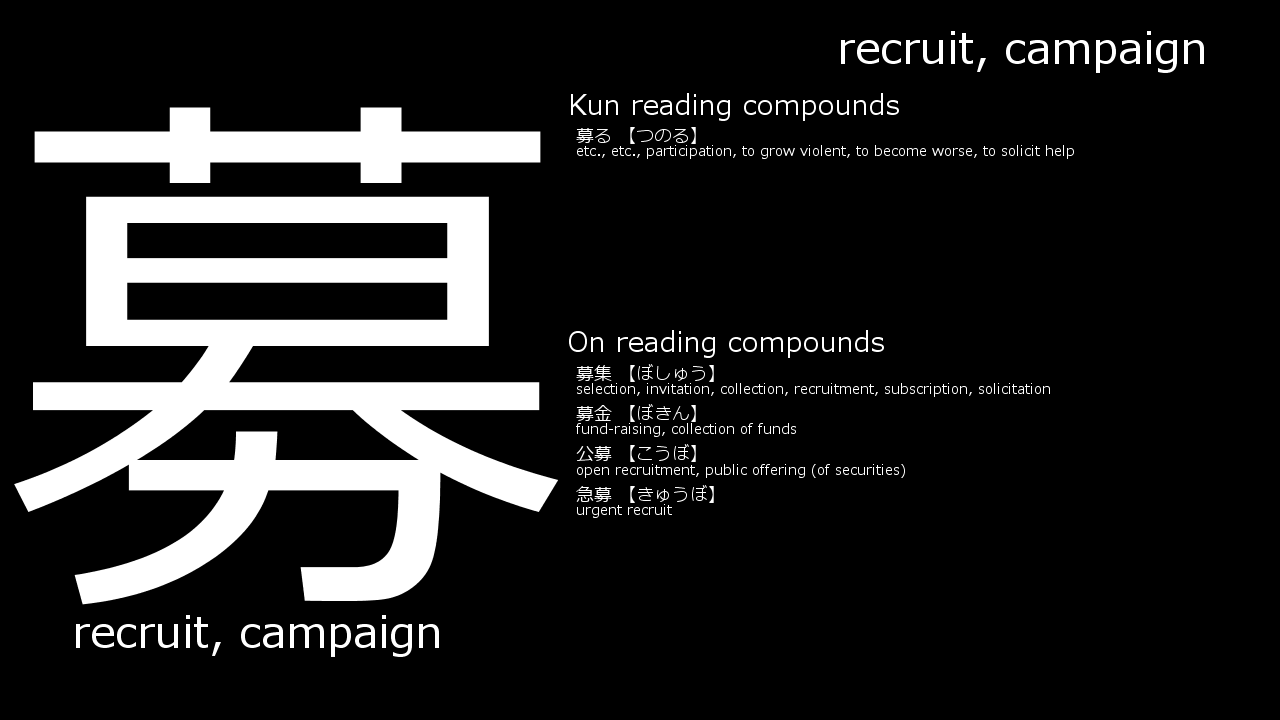 recruit, campaign
募
recruit, campaign
Kun reading compounds
募る 【つのる】
etc., etc., participation, to grow violent, to become worse, to solicit help
On reading compounds
募集 【ぼしゅう】
selection, invitation, collection, recruitment, subscription, solicitation
募金 【ぼきん】
fund-raising, collection of funds
公募 【こうぼ】
open recruitment, public offering (of securities)
急募 【きゅうぼ】
urgent recruit